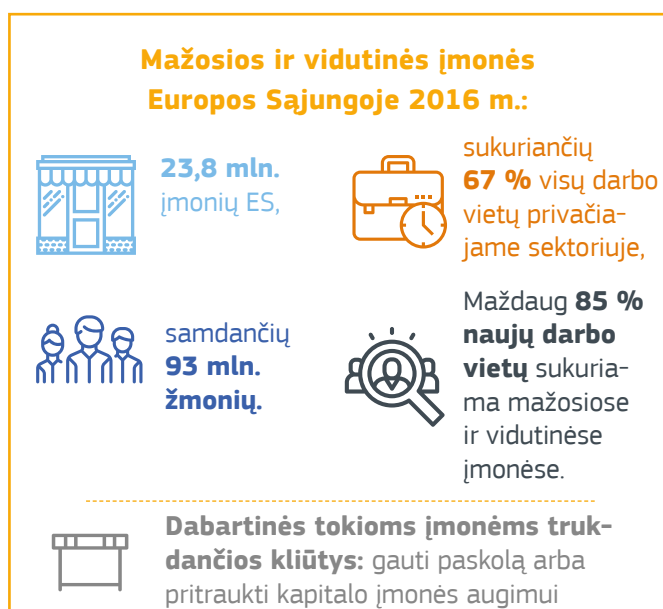 Mažosios ir vidutinės įmonės
Europos Sąjungoje 2016 m.:
23,8 mln.
įmonių ES,
sukuriančių
67 % visų darbo
vietų privačia-
jame sektoriuje,
samdančių
93 mln.
žmonių.
Maždaug 85 %
naujų darbo
vietų sukuria-
ma mažosiose
ir vidutinėse
įmonėse.
Dabartinės tokioms įmonėms truk-
dančios kliūtys: gauti paskolą arba
pritraukti kapitalo įmonės augimui